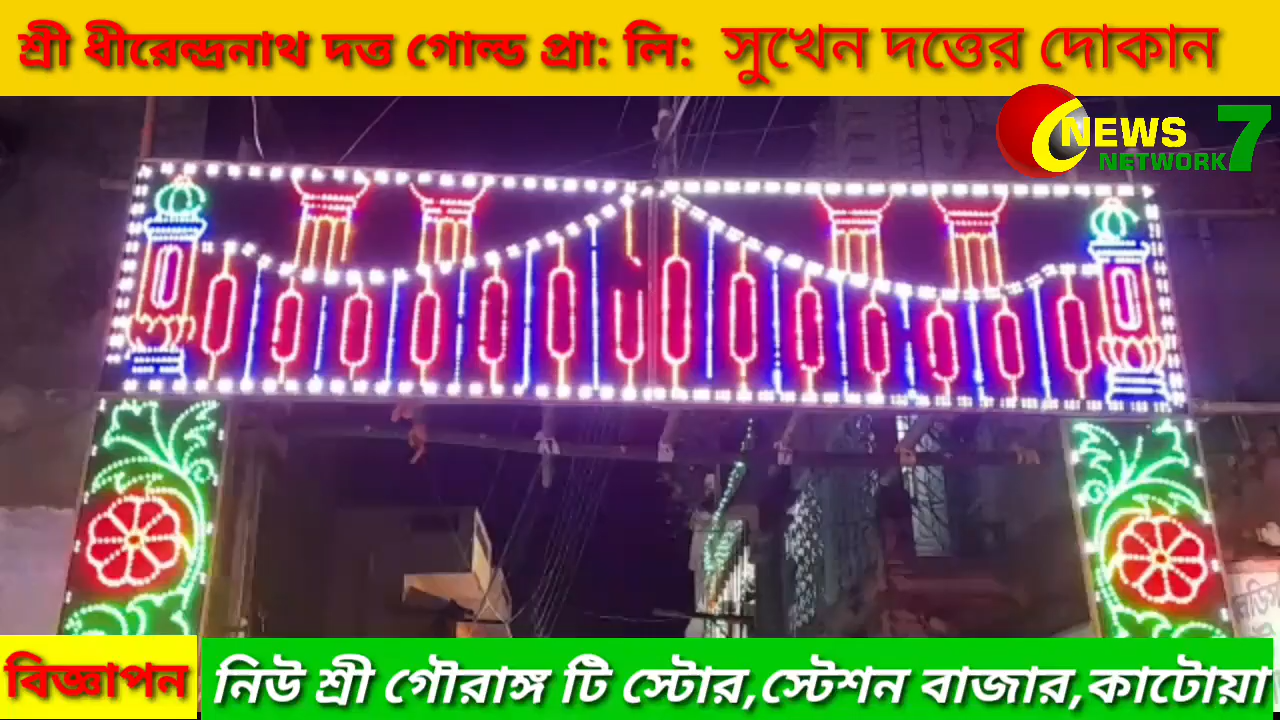 শ্রী ধীরেন্দ্রনাথ দত্ত গোল্ড প্রা: লি: সুখেন দত্তের দোকান
NEWS
NETWORK 7
বিজ্ঞাপন
নিউ শ্রী গৌরাঙ্গ টি স্টোর,স্টেশন বাজার,কাটোয়া